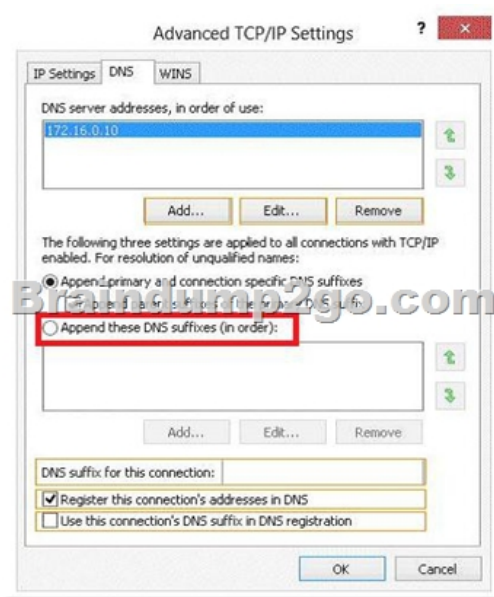 Advanced TCP/IP Settings
?
×
IP Settings
DNS
WINS
DNS server addresses, in order of use:
172.16.0.10
Add...
Edit...
Remove
The following three settings are applied to all connections with TCP/IP
enabled. For resolution of unqualified names:
Append primary and connection specific DNS suffixes
Braindump2go.com
Append these DNS suffixes (in order):
Add...
Edit...
Remove
DNS suffix for this connection:
Register this connection's addresses in DNS
Use this connection's DNS suffix in DNS registration
OK
Cancel